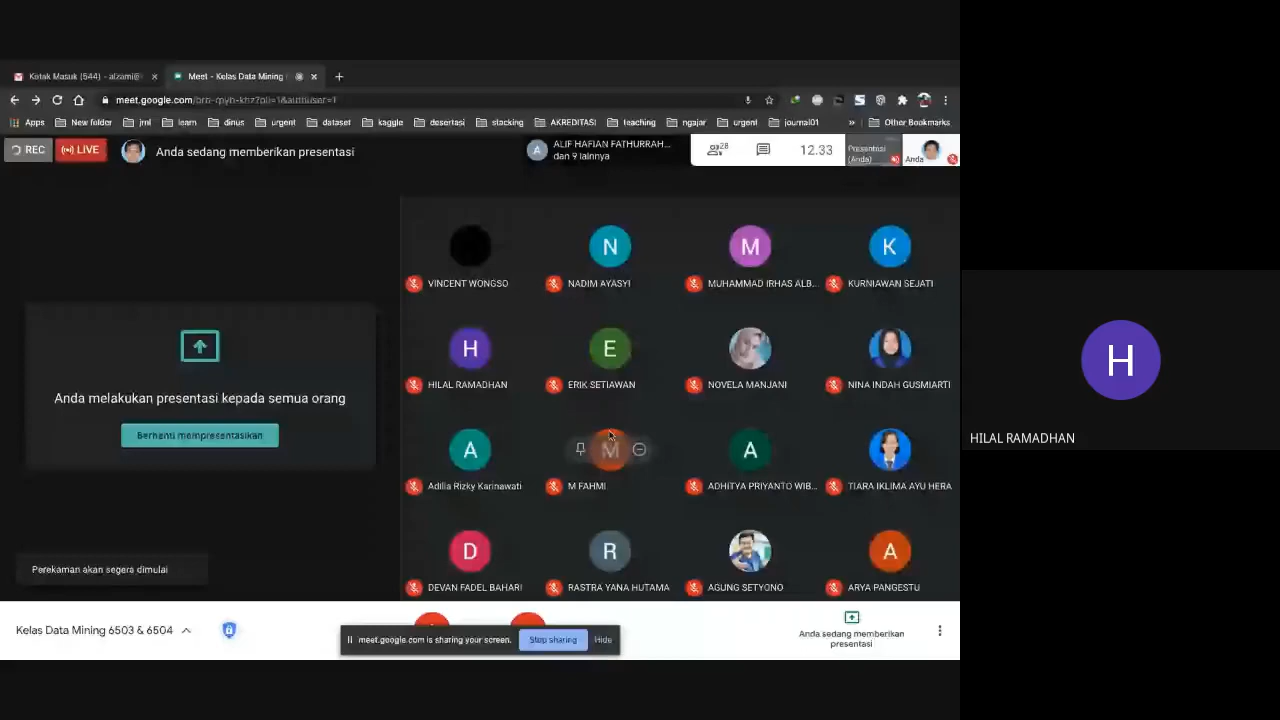 Kotak Masuk (544) - alzami@
Meet - Kelas Data Mining
meet.google.com/
Apps
New folder
jml
learn
dinus
urgent
dataset
kaggle
desertasi
stacking
AKREDITASI
teaching
ngajar
urgent
journal01
»
Other Bookmarks
REC
LIVE
Anda sedang memberikan presentasi
A
ALIF HAFIAN FATHURRAH...
dan 9 lainnya
28
12.33
Presentasi
(Anda)
Anda
VINCENT WONGSO
N
NADIM AYASYI
M
MUHAMMAD IRHAS ALB...
K
KURNIAWAN SEJATI
H
HILAL RAMADHAN
E
ERIK SETIAWAN
NOVELA MANJANI
NINA INDAH GUSMIARTI
Anda melakukan presentasi kepada semua orang
Berhenti mempresentasikan
A
Adilla Rizky Karinawati
M
M FAHMI
A
ADHITYA PRIYANTO WIB...
TIARA IKLIMA AYU HERA
D
DEVAN FADEL BAHARI
R
RASTRA YANA HUTAMA
AGUNG SETYONO
A
ARYA PANGESTU
Perekaman akan segera dimulai
Kelas Data Mining 6503 & 6504
meet.google.com is sharing your screen.
Stop sharing
Hide
Anda sedang memberikan
presentasi
H
HILAL RAMADHAN